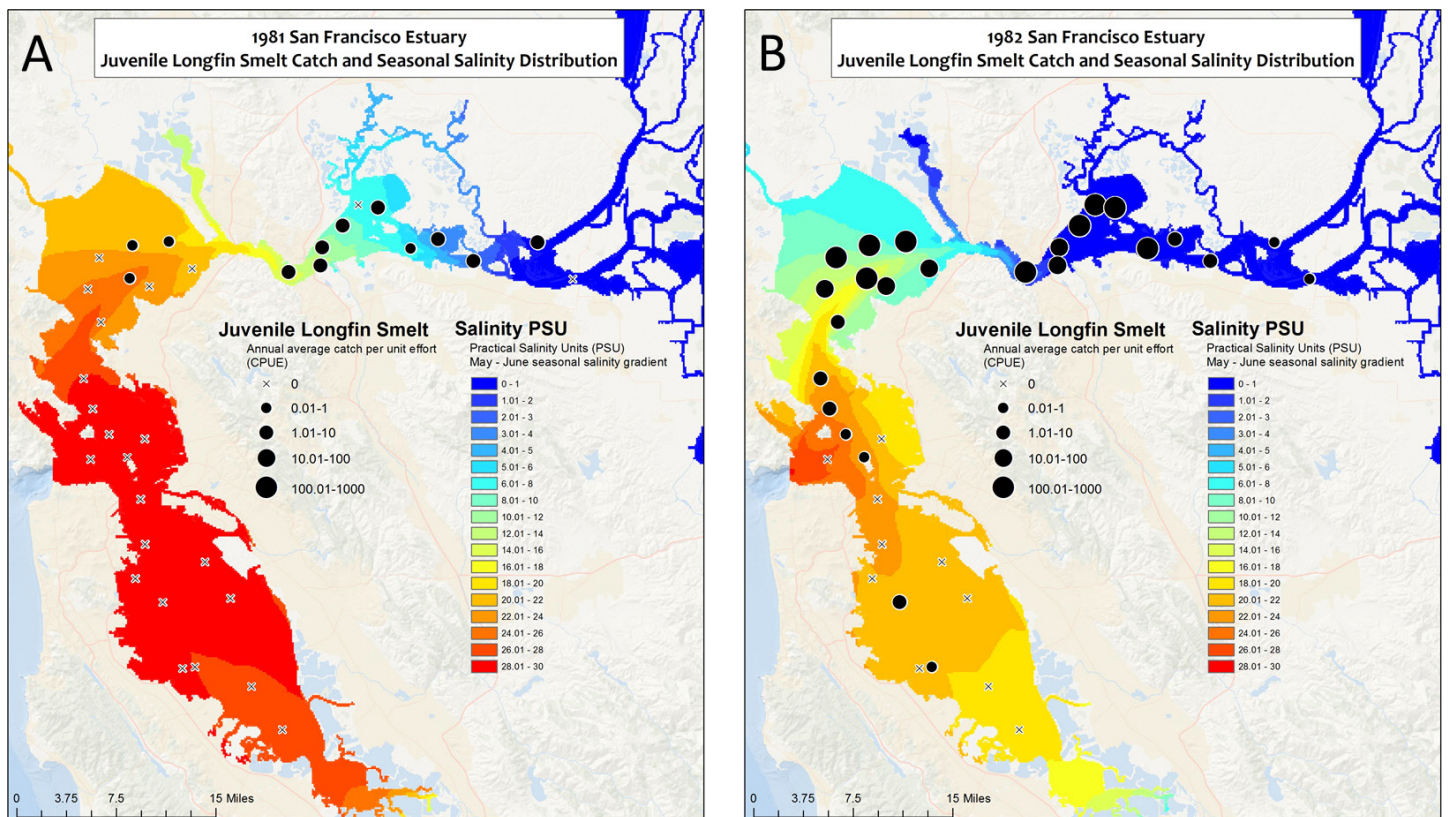 A
1981 San Francisco Estuary
Juvenile Longfin Smelt Catch and Seasonal Salinity Distribution
Juvenile Longfin Smelt
Annual average catch per unit effort
(CPUE)
0
0.01-1
1.01-10
10.01-100
100.01-1000
Salinity PSU
Practical Salinity Units (PSU)
May - June seasonal salinity gradient
0 - 1
1.01 - 2
2.01 - 3
3.01 - 4
4.01 - 5
5.01 - 6
6.01 - 8
8.01 - 10
10.01 - 12
12.01 - 14
14.01 - 16
16.01 - 18
18.01 - 20
20.01 - 22
22.01 - 24
24.01 - 26
26.01 - 28
28.01 - 30
0 3.75 7.5 15 Miles
B
1982 San Francisco Estuary
Juvenile Longfin Smelt Catch and Seasonal Salinity Distribution
Juvenile Longfin Smelt
Annual average catch per unit effort
(CPUE)
0
0.01-1
1.01-10
10.01-100
100.01-1000
Salinity PSU
Practical Salinity Units (PSU)
May - June seasonal salinity gradient
0 - 1
1.01 - 2
2.01 - 3
3.01 - 4
4.01 - 5
5.01 - 6
6.01 - 8
8.01 - 10
10.01 - 12
12.01 - 14
14.01 - 16
16.01 - 18
18.01 - 20
20.01 - 22
22.01 - 24
24.01 - 26
26.01 - 28
28.01 - 30
0 3.75 7.5 15 Miles